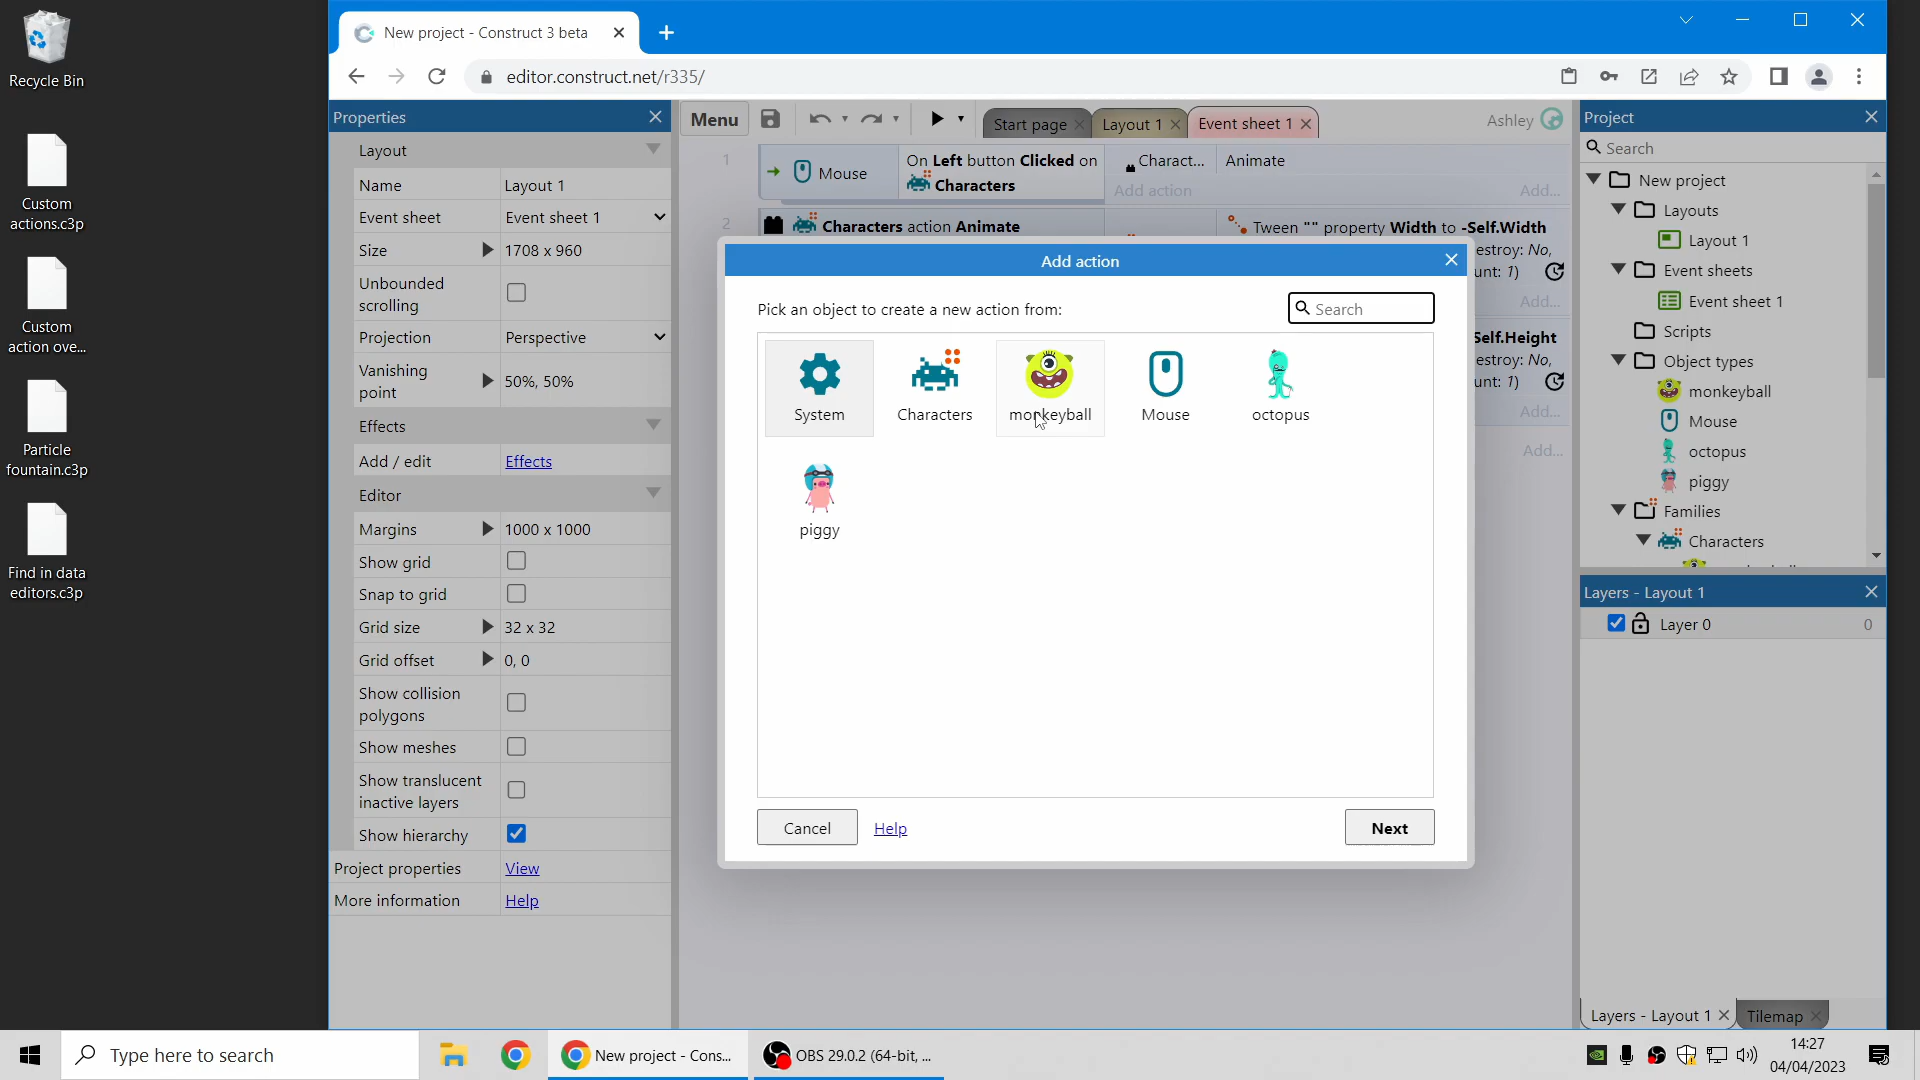 Recycle Bin
Custom
actions.c3p
Custom
action ove...
Particle
fountain.c3p
Find in data
editors.c3p
New project - Construct 3 beta
editor.construct.net/r335/
Properties
Layout
Name Layout 1
Event sheet Event sheet 1
Size 1708 x 960
Unbounded
scrolling
Projection Perspective
Vanishing
point 50%, 50%
Effects
Add / edit Effects
Editor
Margins 1000 x 1000
Show grid
Snap to grid
Grid size 32 x 32
Grid offset 0, 0
Show collision
polygons
Show meshes
Show translucent
inactive layers
Show hierarchy
Project properties View
More information Help
Menu
Start page
Layout 1
Event sheet 1
Ashley
1
Mouse
On Left button Clicked on
Characters
Charact...
Animate
Add action
Add...
2
Characters action Animate
Tween "" property Width to -Self.Width
estroy: No,
unt: 1)
Add...
Self.Height
estroy: No,
unt: 1)
Add...
Add...
Add action
Pick an object to create a new action from:
Search
System
Characters
monkeyball
Mouse
octopus
piggy
Cancel
Help
Next
Project
Search
New project
Layouts
Layout 1
Event sheets
Event sheet 1
Scripts
Object types
monkeyball
Mouse
octopus
piggy
Families
Characters
Layers - Layout 1
Layer 0 0
Layers - Layout 1
Tilemap
Type here to search
New project - Cons...
OBS 29.0.2 (64-bit, ...
14:27
04/04/2023